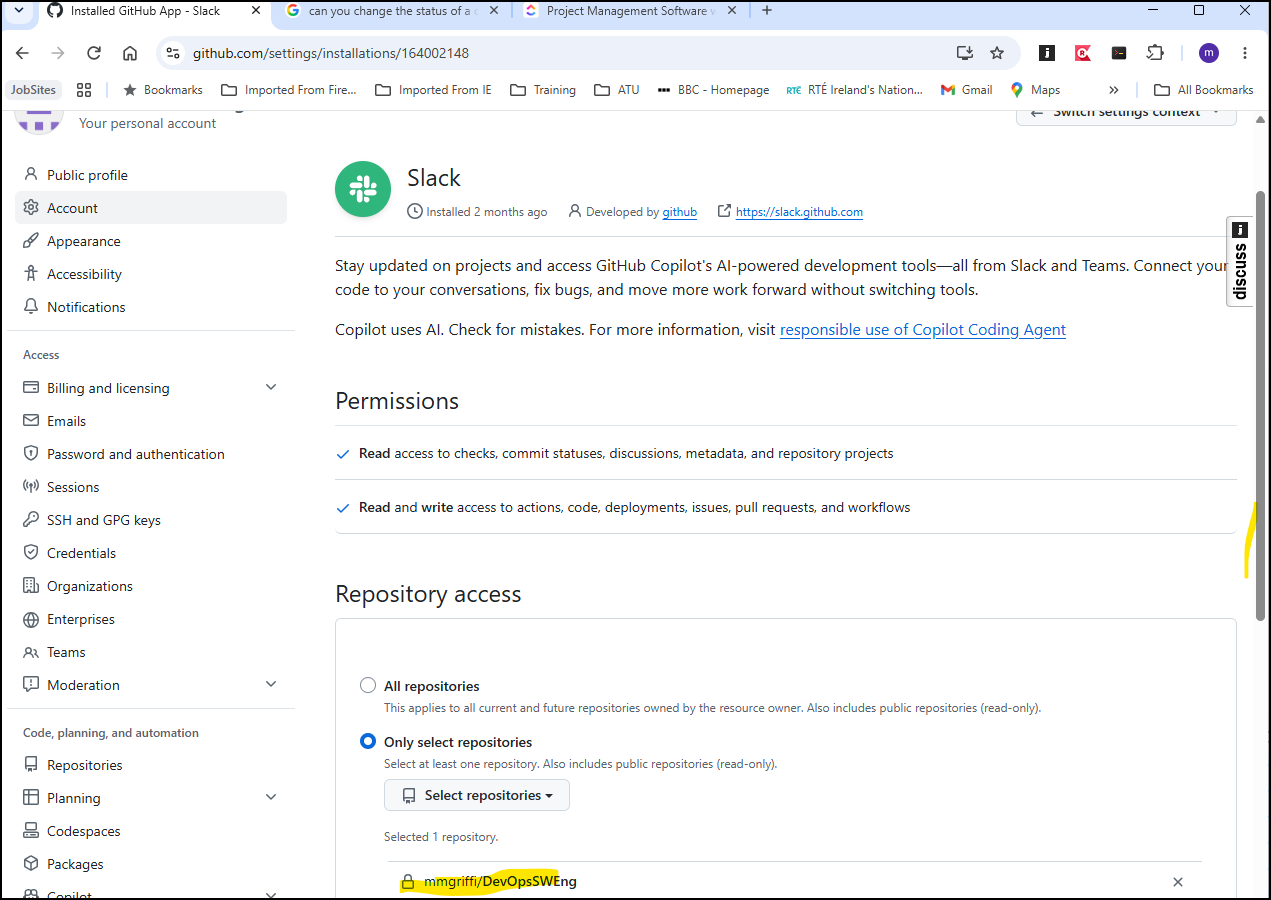 Installed GitHub App - Slack
can you change the status of a
Project Management Software
github.com/settings/installations/164002148
m
JobSites
Bookmarks
Imported From Fire...
Imported From IE
Training
ATU
BBC - Homepage
RTÉ RTÉ Ireland's Nation...
Gmail
Maps
»
All Bookmarks
Your personal account
Switch settings context
Public profile
Account
Appearance
Accessibility
Notifications
Access
Billing and licensing
Emails
Password and authentication
Sessions
SSH and GPG keys
Credentials
Organizations
Enterprises
Teams
Moderation
Code, planning, and automation
Repositories
Planning
Codespaces
Packages
Copilot
Slack
Installed 2 months ago
Developed by github
https://slack.github.com
Stay updated on projects and access GitHub Copilot's AI-powered development tools—all from Slack and Teams. Connect your
code to your conversations, fix bugs, and move more work forward without switching tools.
Copilot uses AI. Check for mistakes. For more information, visit responsible use of Copilot Coding Agent
Permissions
Read access to checks, commit statuses, discussions, metadata, and repository projects
Read and write access to actions, code, deployments, issues, pull requests, and workflows
Repository access
All repositories
This applies to all current and future repositories owned by the resource owner. Also includes public repositories (read-only).
Only select repositories
Select at least one repository. Also includes public repositories (read-only).
Select repositories
Selected 1 repository.
mmgriffi/DevOpsSWEng
discuss